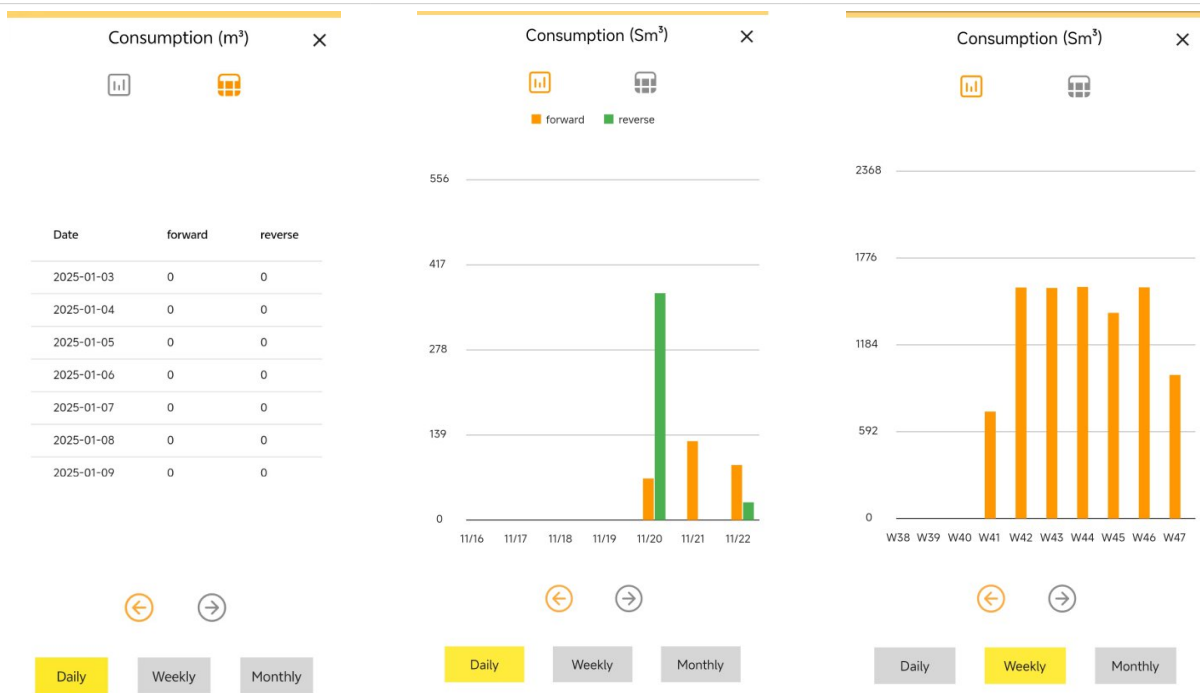 Consumption (m³)
Date forward reverse
2025-01-03 0 0
2025-01-04 0 0
2025-01-05 0 0
2025-01-06 0 0
2025-01-07 0 0
2025-01-08 0 0
2025-01-09 0 0
Daily Weekly Monthly
Consumption (Sm³)
forward reverse
556
417
278
139
0
11/16 11/17 11/18 11/19 11/20 11/21 11/22
Daily Weekly Monthly
Consumption (Sm³)
2368
1776
1184
592
0
W38 W39 W40 W41 W42 W43 W44 W45 W46 W47
Daily Weekly Monthly